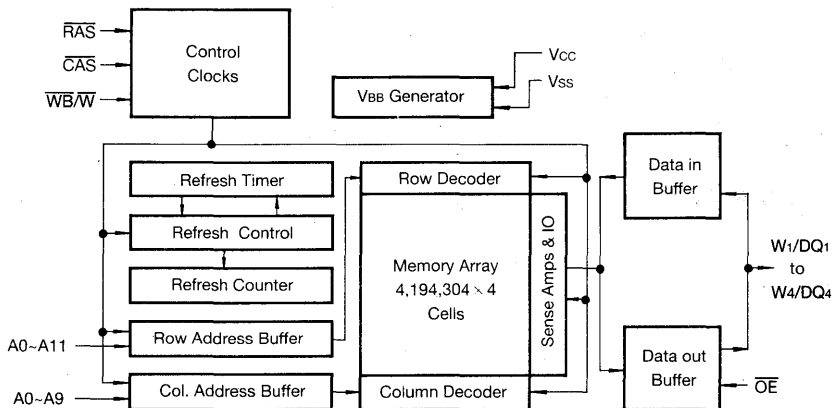 RAS
CAS
WB/W
Control
Clocks
VBB Generator
Vcc
Vss
Refresh Timer
Refresh Control
Refresh Counter
Row Address Buffer
Col. Address Buffer
A0~A11
A0~A9
Row Decoder
Memory Array
4,194,304 × 4
Cells
Column Decoder
Sense Amps & IO
Data in
Buffer
Data out
Buffer
W1/DQ1
to
W4/DQ4
OE